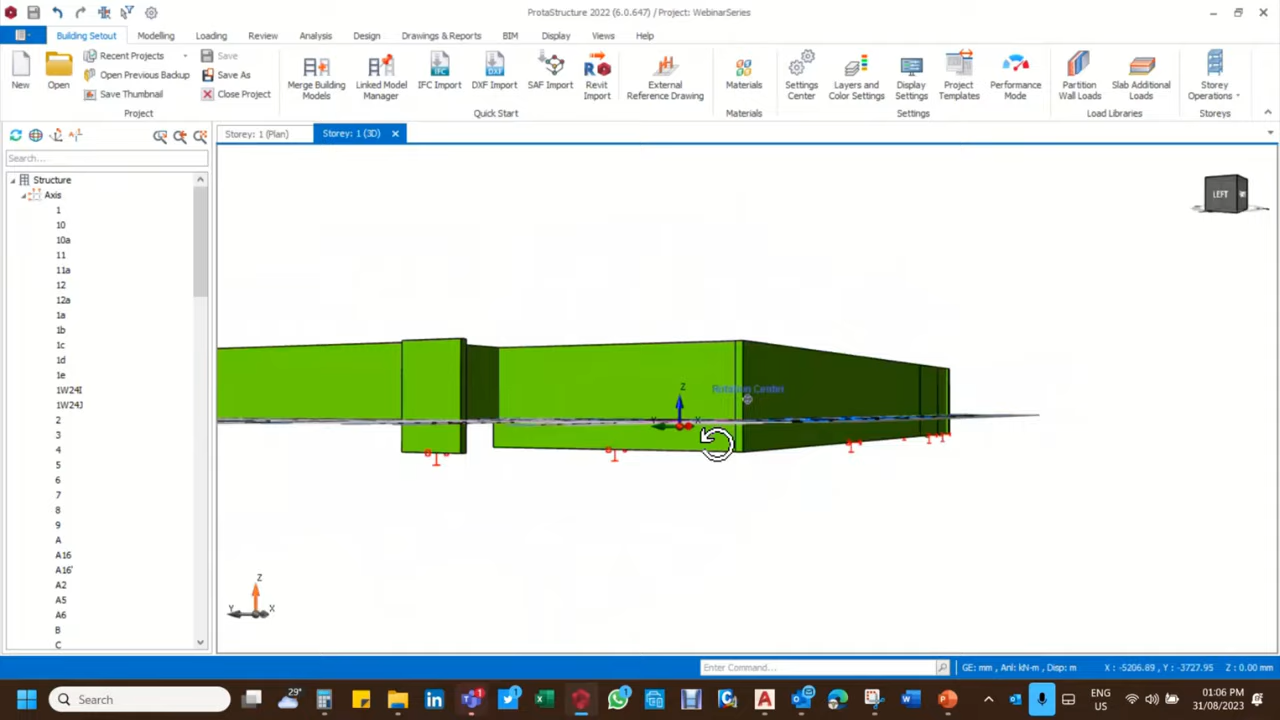 ProtaStructure 2022 (6.0.647) / Project: WebinarSeries
Building Setout Modelling Loading Review Analysis Design Drawings & Reports BIM Display Views Help
New
Open
Recent Projects
Open Previous Backup
Save Thumbnail
Save
Save As
Close Project
Project
Merge Building
Models
Linked Model
Manager
IFC Import
DXF Import
SAF Import
Revit
Import
External
Reference Drawing
Quick Start
Materials
Materials
Settings
Center
Layers and
Color Settings
Display
Settings
Project
Templates
Performance
Mode
Settings
Partition
Wall Loads
Slab Additional
Loads
Load Libraries
Storey
Operations
Storeys
Storey: 1 (Plan)
Storey: 1 (3D)
Search...
Structure
Axis
1
10
10a
11
11a
12
12a
1a
1b
1c
1d
1e
1W24I
1W24J
2
3
4
5
6
7
8
9
A
A16
A16'
A2
A5
A6
B
C
LEFT
Rotation Center
Z
Y
X
Z
Y
X
Enter Command...
GE: mm , Anl: kN-m , Disp: m
X : -5206.89 , Y : -3727.95
Z : 0.00 mm
Search
29°
ENG
US
01:06 PM
31/08/2023